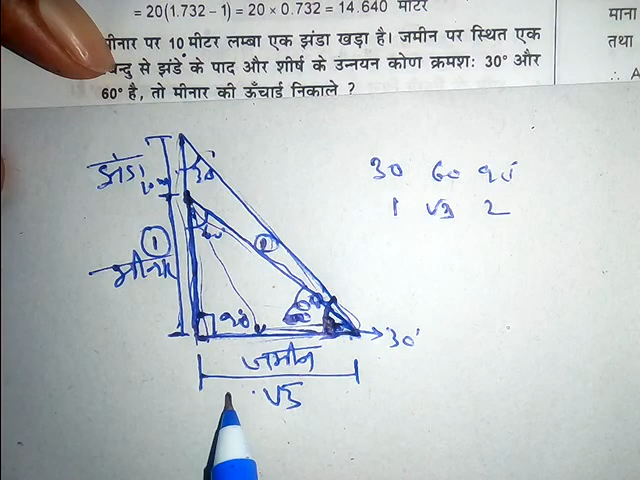 = 20(1.732 – 1) = 20 × 0.732 = 14.640 मीटर
मीनार पर 10 मीटर लम्बा एक झंडा खड़ा है। जमीन पर स्थित एक
से झंडे के पाद और शीर्ष के उन्नयन कोण क्रमशः 30° और
60° है, तो मीनार की ऊँचाई निकाले ?
माना
तथा
∴ A
झंडा
30 60 90
1 √3 2
1
मीनार
60
2
90
30
जमीन
√3